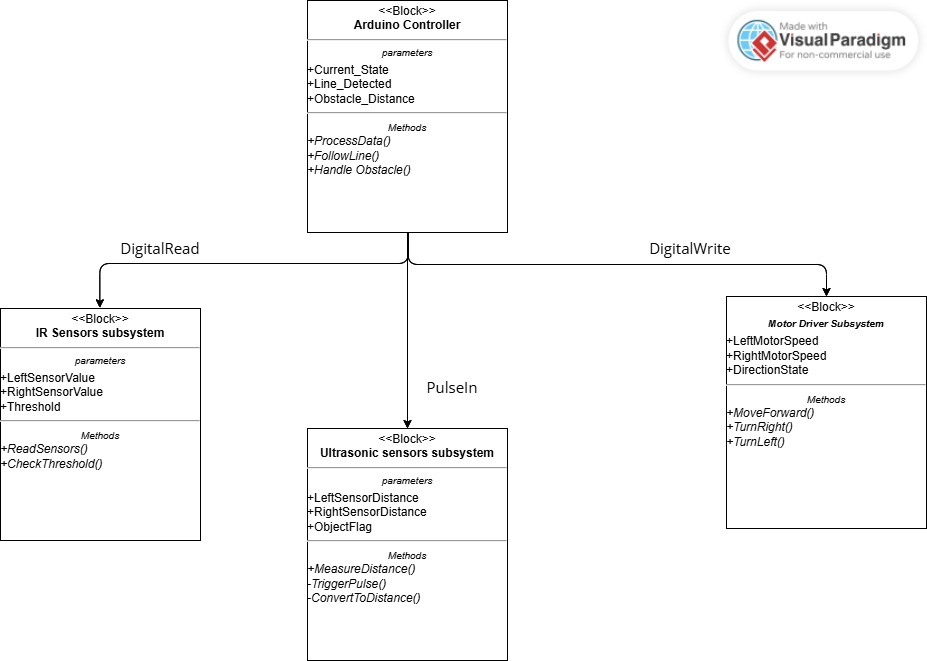 <<Block>>
Arduino Controller
parameters
+Current_State
+Line_Detected
+Obstacle_Distance
Methods
+ProcessData()
+FollowLine()
+Handle Obstacle()
Made with
VisualParadigm
For non-commercial use
DigitalRead
DigitalWrite
PulseIn
<<Block>>
IR Sensors subsystem
parameters
+LeftSensorValue
+RightSensorValue
+Threshold
Methods
+ReadSensors()
+CheckThreshold()
<<Block>>
Ultrasonic sensors subsystem
parameters
+LeftSensorDistance
+RightSensorDistance
+ObjectFlag
Methods
+MeasureDistance()
-TriggerPulse()
-ConvertToDistance()
<<Block>>
Motor Driver Subsystem
+LeftMotorSpeed
+RightMotorSpeed
+DirectionState
Methods
+MoveForward()
+TurnRight()
+TurnLeft()